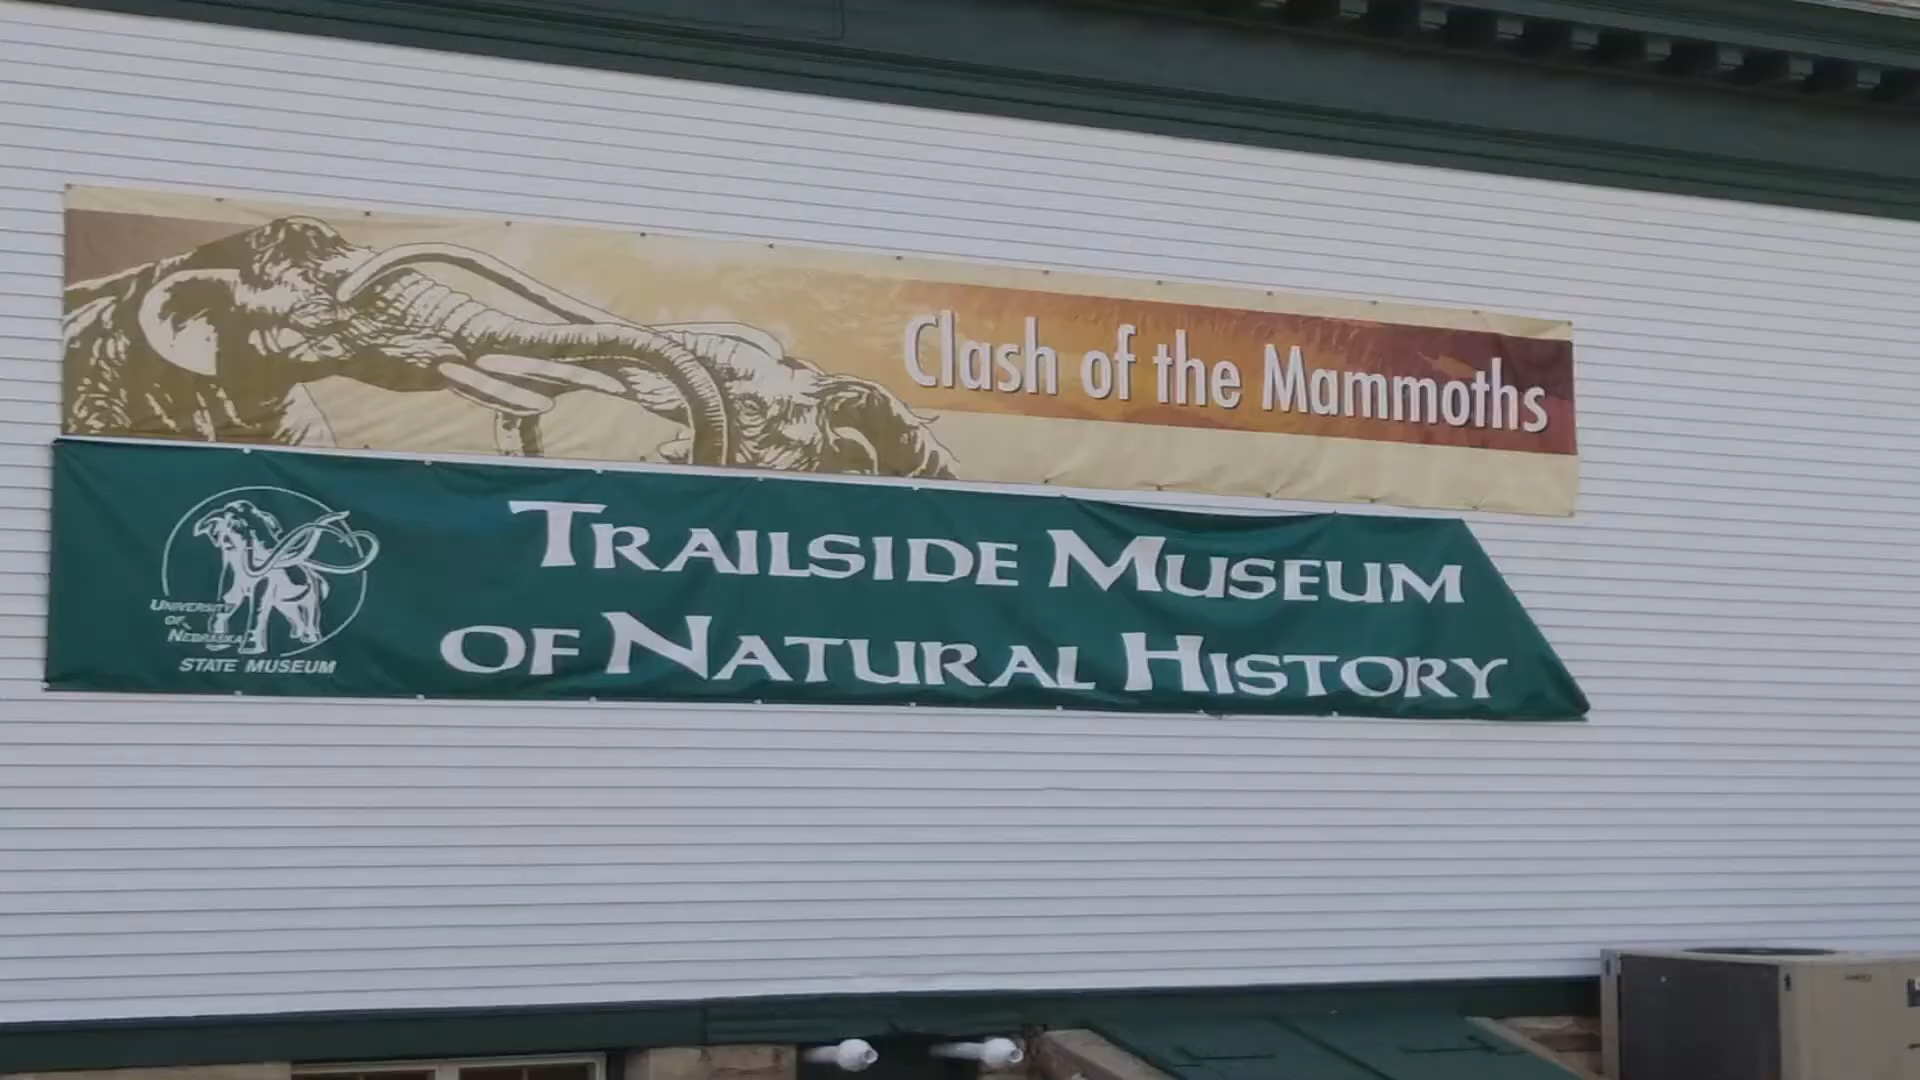 Clash of the Mammoths
TRAILSIDE MUSEUM
OF NATURAL HISTORY
UNIVERSITY
OF
NEBRASKA
STATE MUSEUM